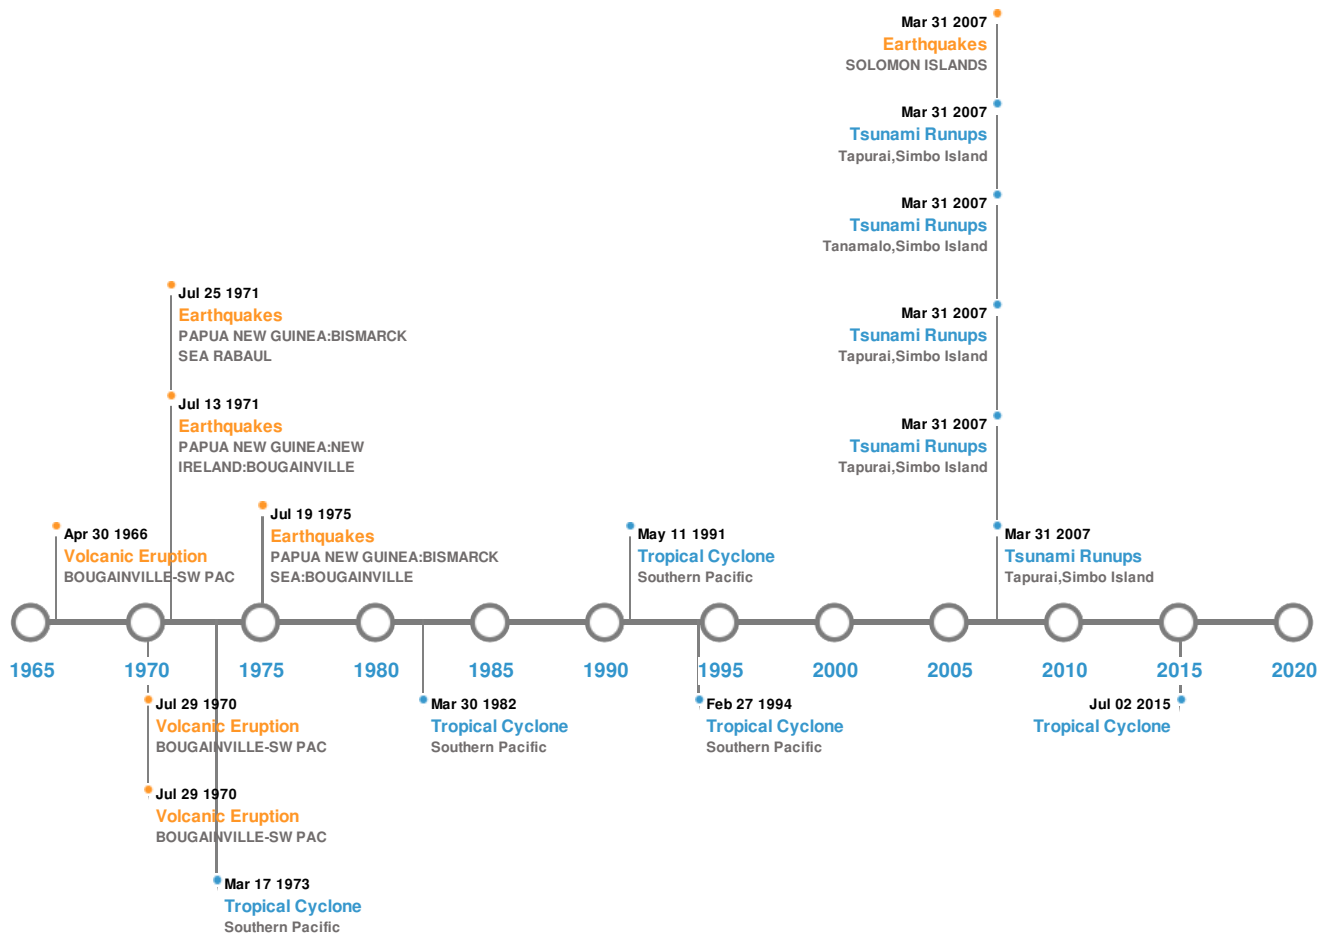 Mar 31 2007
Earthquakes
SOLOMON ISLANDS
Mar 31 2007
Tsunami Runups
Tapurai,Simbo Island
Mar 31 2007
Tsunami Runups
Tanamalo,Simbo Island
Mar 31 2007
Tsunami Runups
Tapurai,Simbo Island
Mar 31 2007
Tsunami Runups
Tapurai,Simbo Island
Jul 25 1971
Earthquakes
PAPUA NEW GUINEA:BISMARCK
SEA RABAUL
Jul 13 1971
Earthquakes
PAPUA NEW GUINEA:NEW
IRELAND:BOUGAINVILLE
Apr 30 1966
Volcanic Eruption
BOUGAINVILLE-SW PAC
Jul 19 1975
Earthquakes
PAPUA NEW GUINEA:BISMARCK
SEA:BOUGAINVILLE
May 11 1991
Tropical Cyclone
Southern Pacific
Mar 31 2007
Tsunami Runups
Tapurai,Simbo Island
1965 1970 1975 1980 1985 1990 1995 2000 2005 2010 2015 2020
Jul 29 1970
Volcanic Eruption
BOUGAINVILLE-SW PAC
Mar 30 1982
Tropical Cyclone
Southern Pacific
Feb 27 1994
Tropical Cyclone
Southern Pacific
Jul 02 2015
Tropical Cyclone
Jul 29 1970
Volcanic Eruption
BOUGAINVILLE-SW PAC
Mar 17 1973
Tropical Cyclone
Southern Pacific